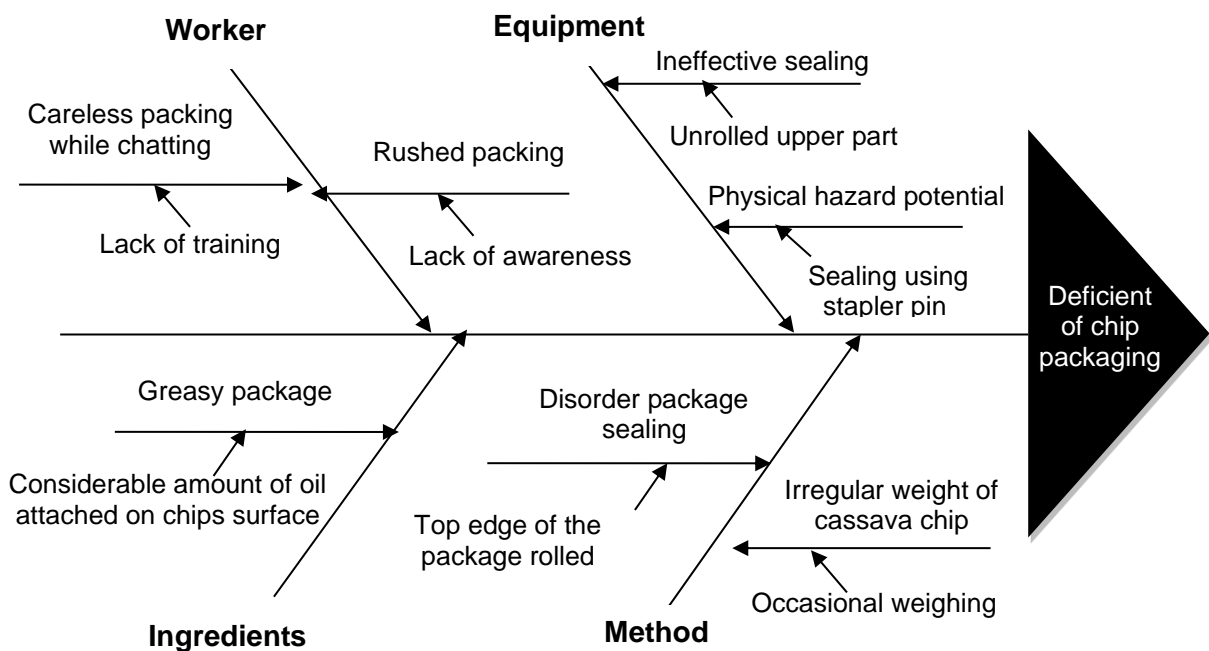 Worker
Equipment
Ineffective sealing
Unrolled upper part
Careless packing
while chatting
Rushed packing
Lack of training
Lack of awareness
Physical hazard potential
Sealing using
stapler pin
Deficient
of chip
packaging
Greasy package
Considerable amount of oil
attached on chips surface
Disorder package
sealing
Top edge of the
package rolled
Irregular weight of
cassava chip
Occasional weighing
Ingredients
Method